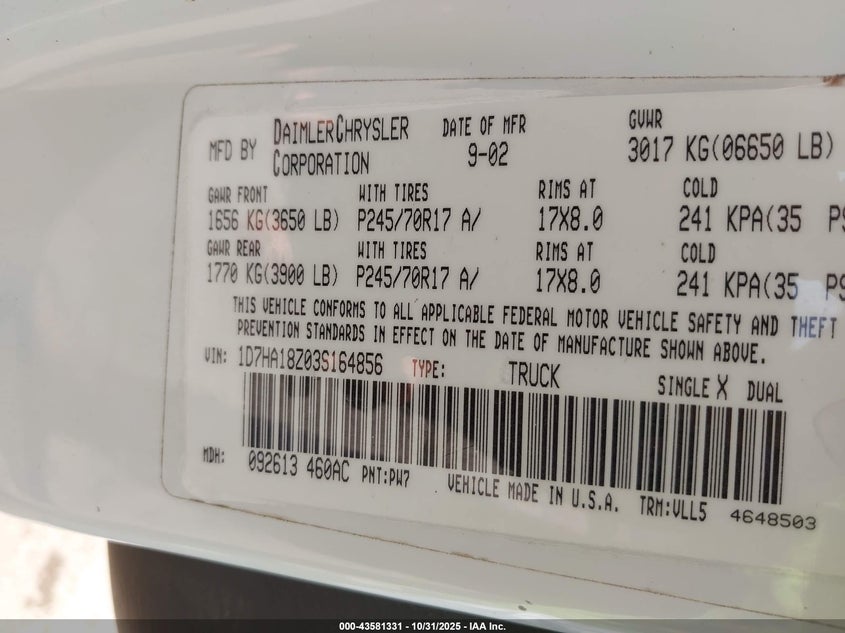 MFD BY DAIMLERCHRYSLER CORPORATION DATE OF MFR 9-02 GVWR 3017 KG(06650 LB)
GAWR FRONT WITH TIRES RIMS AT COLD
1656 KG(3650 LB) P245/70R17 A/ 17X8.0 241 KPA(35 PS
GAWR REAR WITH TIRES RIMS AT COLD
1770 KG(3900 LB) P245/70R17 A/ 17X8.0 241 KPA(35 PS
THIS VEHICLE CONFORMS TO ALL APPLICABLE FEDERAL MOTOR VEHICLE SAFETY AND THEFT
PREVENTION STANDARDS IN EFFECT ON THE DATE OF MANUFACTURE SHOWN ABOVE.
VIN: 1D7HA18Z03S164856 TYPE: TRUCK SINGLE X DUAL
MDH: 092613 460AC PNT:PW7 VEHICLE MADE IN U.S.A. TRM:VLL5 4648503
000-43581331 - 10/31/2025 - IAA Inc.